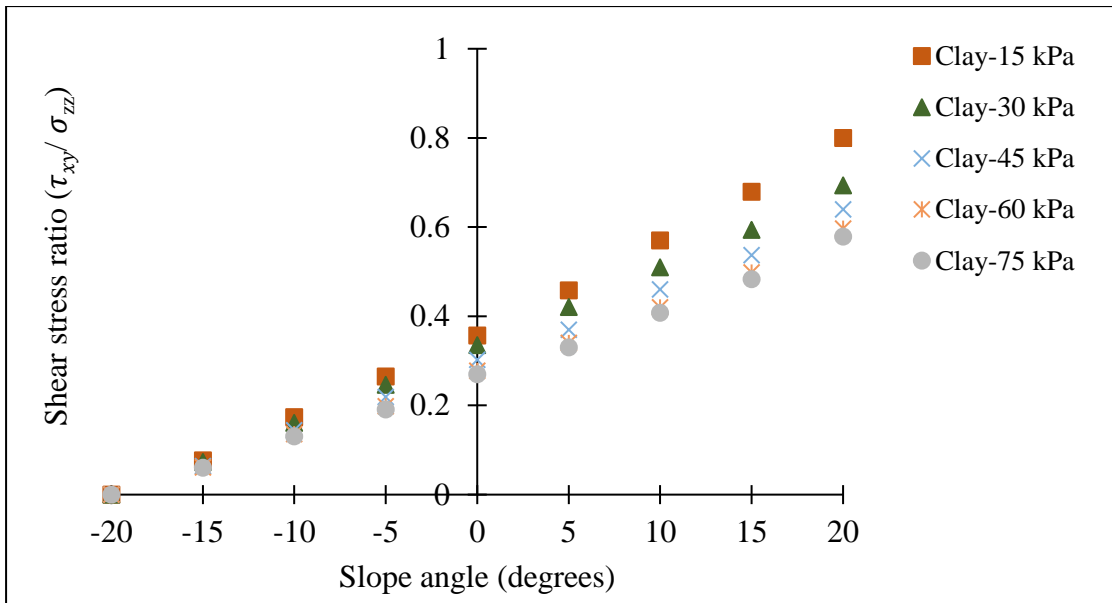 Shear stress ratio (τxy/ σzz)
1
0.8
0.6
0.4
0.2
0
-20 -15 -10 -5 0 5 10 15 20
Slope angle (degrees)
Clay-15 kPa
Clay-30 kPa
Clay-45 kPa
Clay-60 kPa
Clay-75 kPa